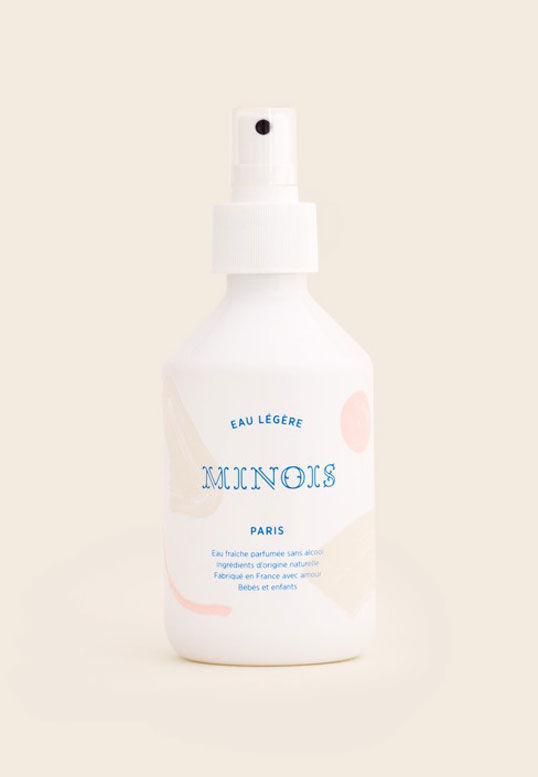 EAU LÉGÈRE
MINOIS
PARIS
Eau fraîche parfumée sans alcool
ingrédients d'origine naturelle
Fabriqué en France avec amour
Bébés et enfants